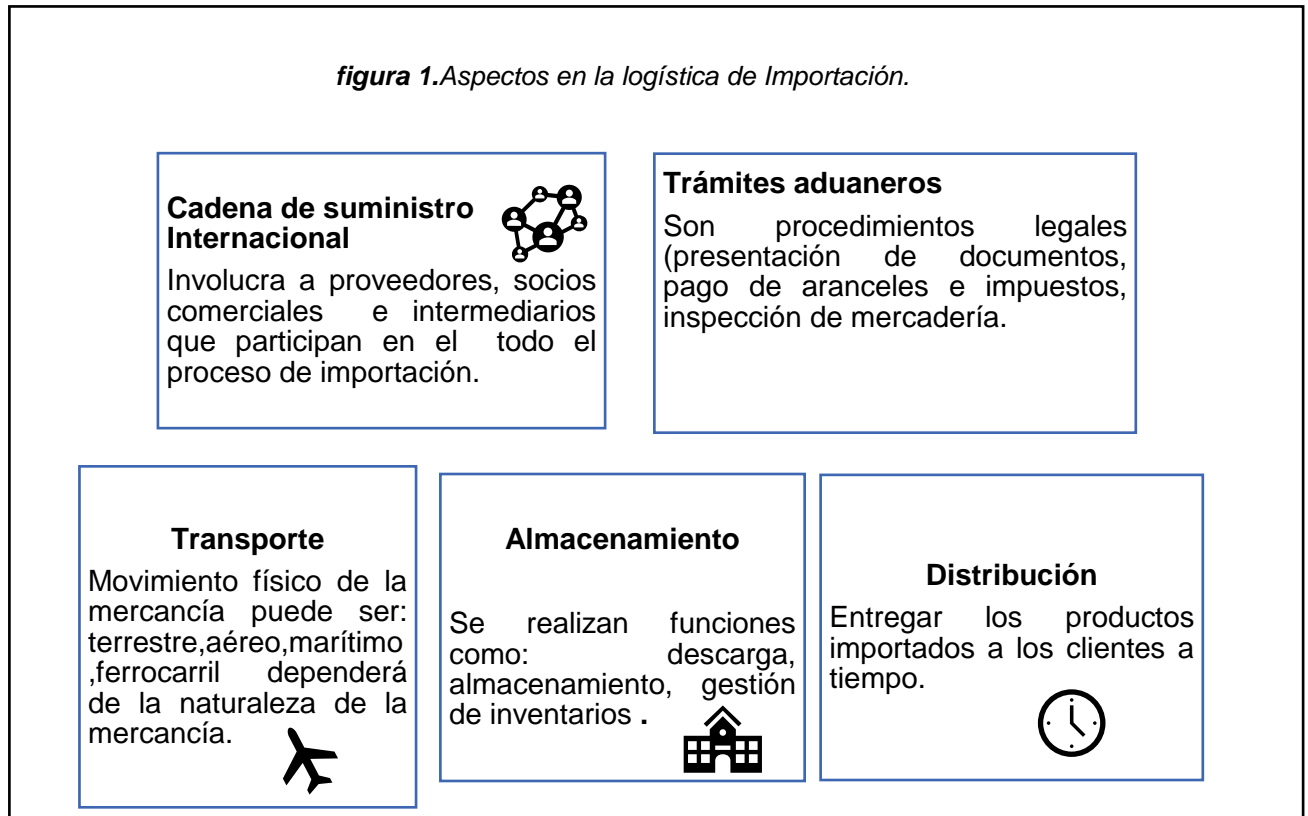 figura 1.Aspectos en la logística de Importación.
Cadena de suministro
Internacional
Involucra a proveedores, socios
comerciales e intermediarios
que participan en el todo el
proceso de importación.
Trámites aduaneros
Son procedimientos legales
(presentación de documentos,
pago de aranceles e impuestos,
inspección de mercadería.
Transporte
Movimiento físico de la
mercancía puede ser:
terrestre,aéreo,marítimo
,ferrocarril dependerá
de la naturaleza de la
mercancía.
Almacenamiento
Se realizan funciones
como: descarga,
almacenamiento, gestión
de inventarios .
Distribución
Entregar los productos
importados a los clientes a
tiempo.